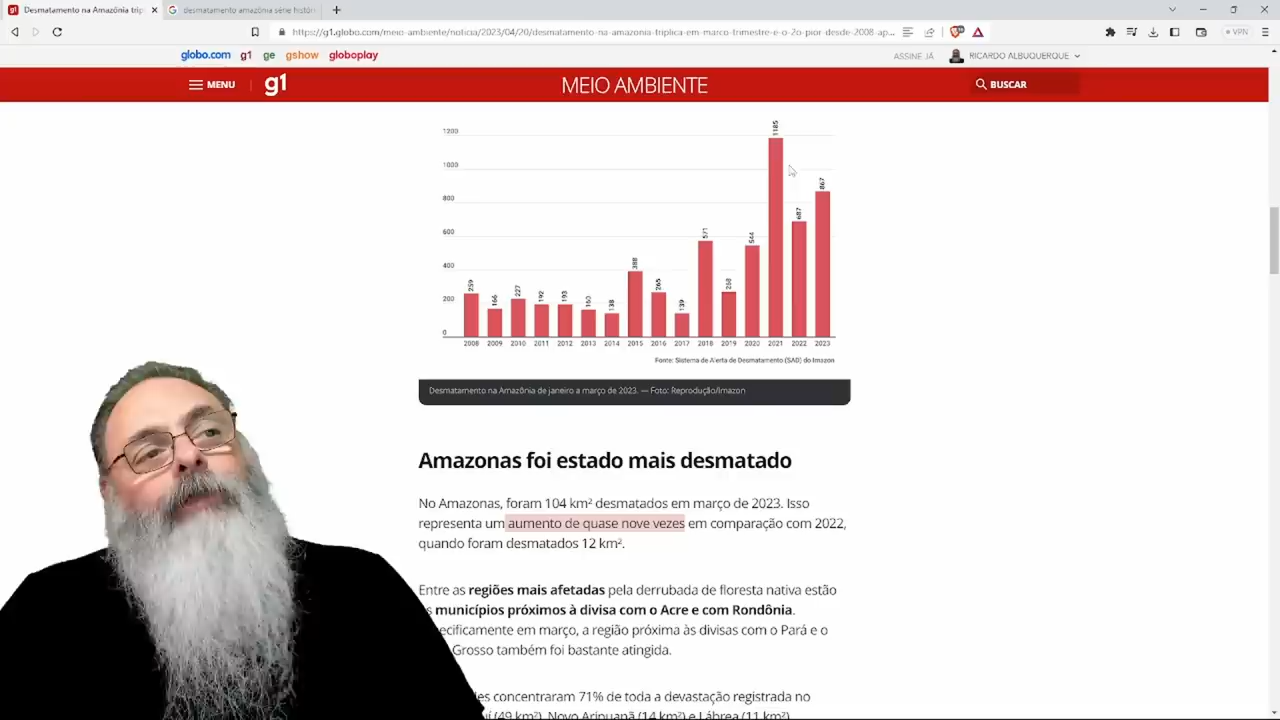 Desmatamento na Amazônia trip
desmatamento amazônia série histór
https://g1.globo.com/meio-ambiente/noticia/2023/04/20/desmatamento-na-amazonia-triplica-em-marco-trimestre-e-o-2o-pior-desde-2008-ap...
VPN
globo.com g1 ge gshow globoplay
ASSINE JÁ
RICARDO ALBUQUERQUE
MENU
g1
MEIO AMBIENTE
BUSCAR
1200
1000
800
600
400
200
0
259 166 227 192 193 160 138 388 265 139 571 268 544 1185 687 867
2008 2009 2010 2011 2012 2013 2014 2015 2016 2017 2018 2019 2020 2021 2022 2023
Fonte: Sistema de Alerta de Desmatamento (SAD) do Imazon
Desmatamento na Amazônia de janeiro a março de 2023. — Foto: Reprodução/Imazon
Amazonas foi estado mais desmatado
No Amazonas, foram 104 km² desmatados em março de 2023. Isso
representa um aumento de quase nove vezes em comparação com 2022,
quando foram desmatados 12 km².
Entre as regiões mais afetadas pela derrubada de floresta nativa estão
s municípios próximos à divisa com o Acre e com Rondônia.
ecificamente em março, a região próxima às divisas com o Pará e o
Grosso também foi bastante atingida.
es concentraram 71% de toda a devastação registrada no
(49 km²), Novo Aripuanã (14 km²) e Lábrea (11 km²).